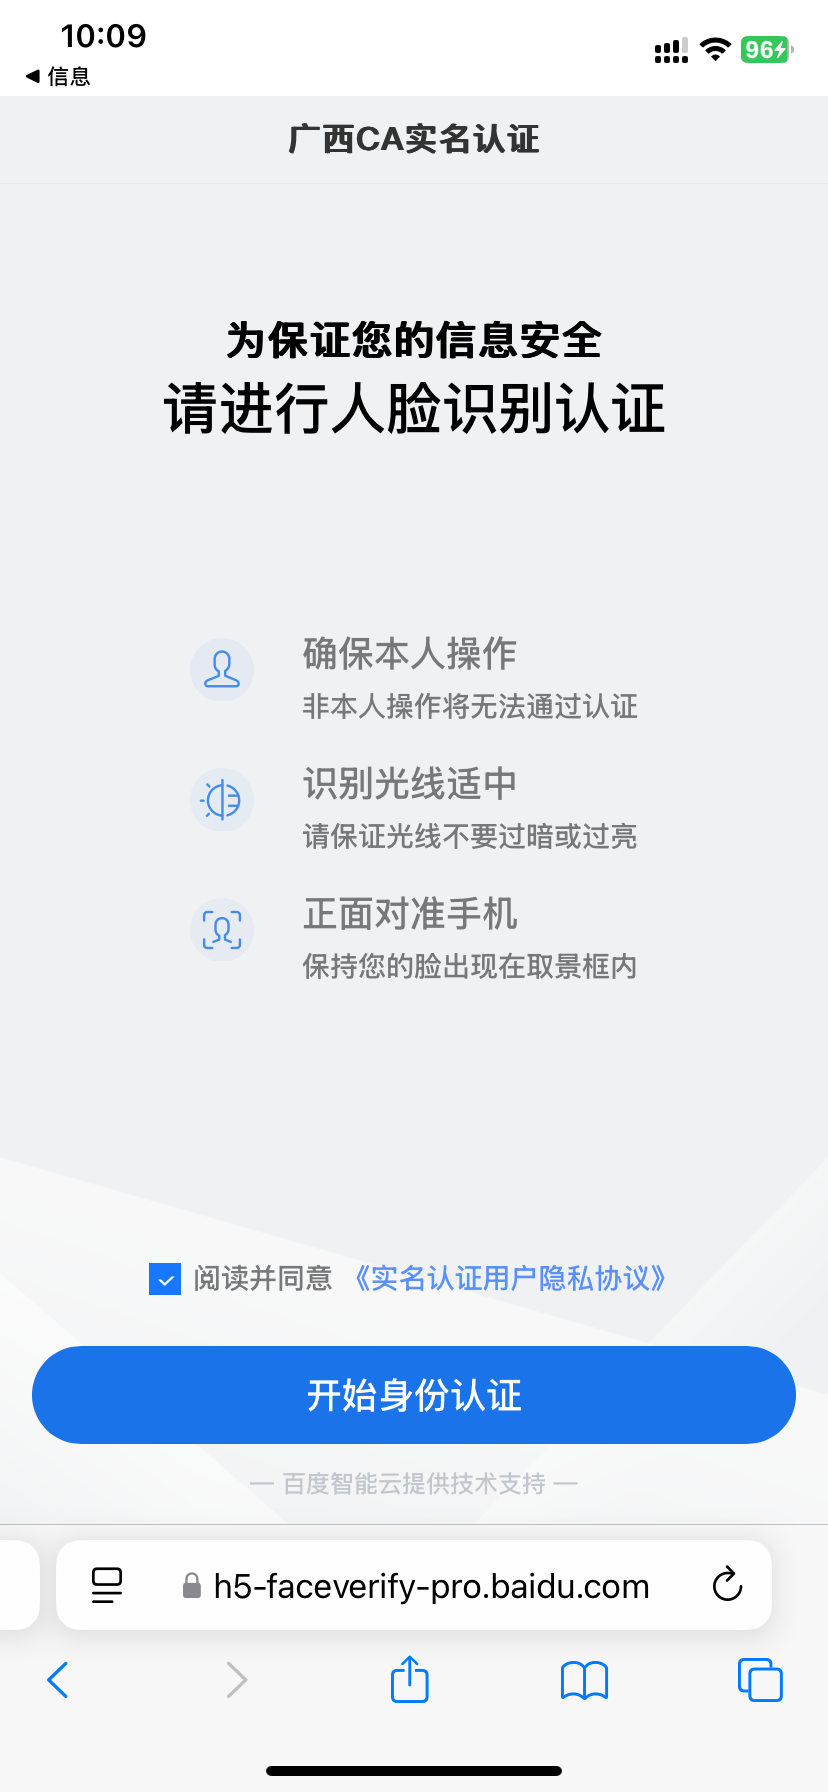 10:09
96
◀ 信息
广西CA实名认证
为保证您的信息安全
请进行人脸识别认证
确保本人操作
非本人操作将无法通过认证
识别光线适中
请保证光线不要过暗或过亮
正面对准手机
保持您的脸出现在取景框内
阅读并同意 《实名认证用户隐私协议》
开始身份认证
— 百度智能云提供技术支持 —
h5-faceverify-pro.baidu.com